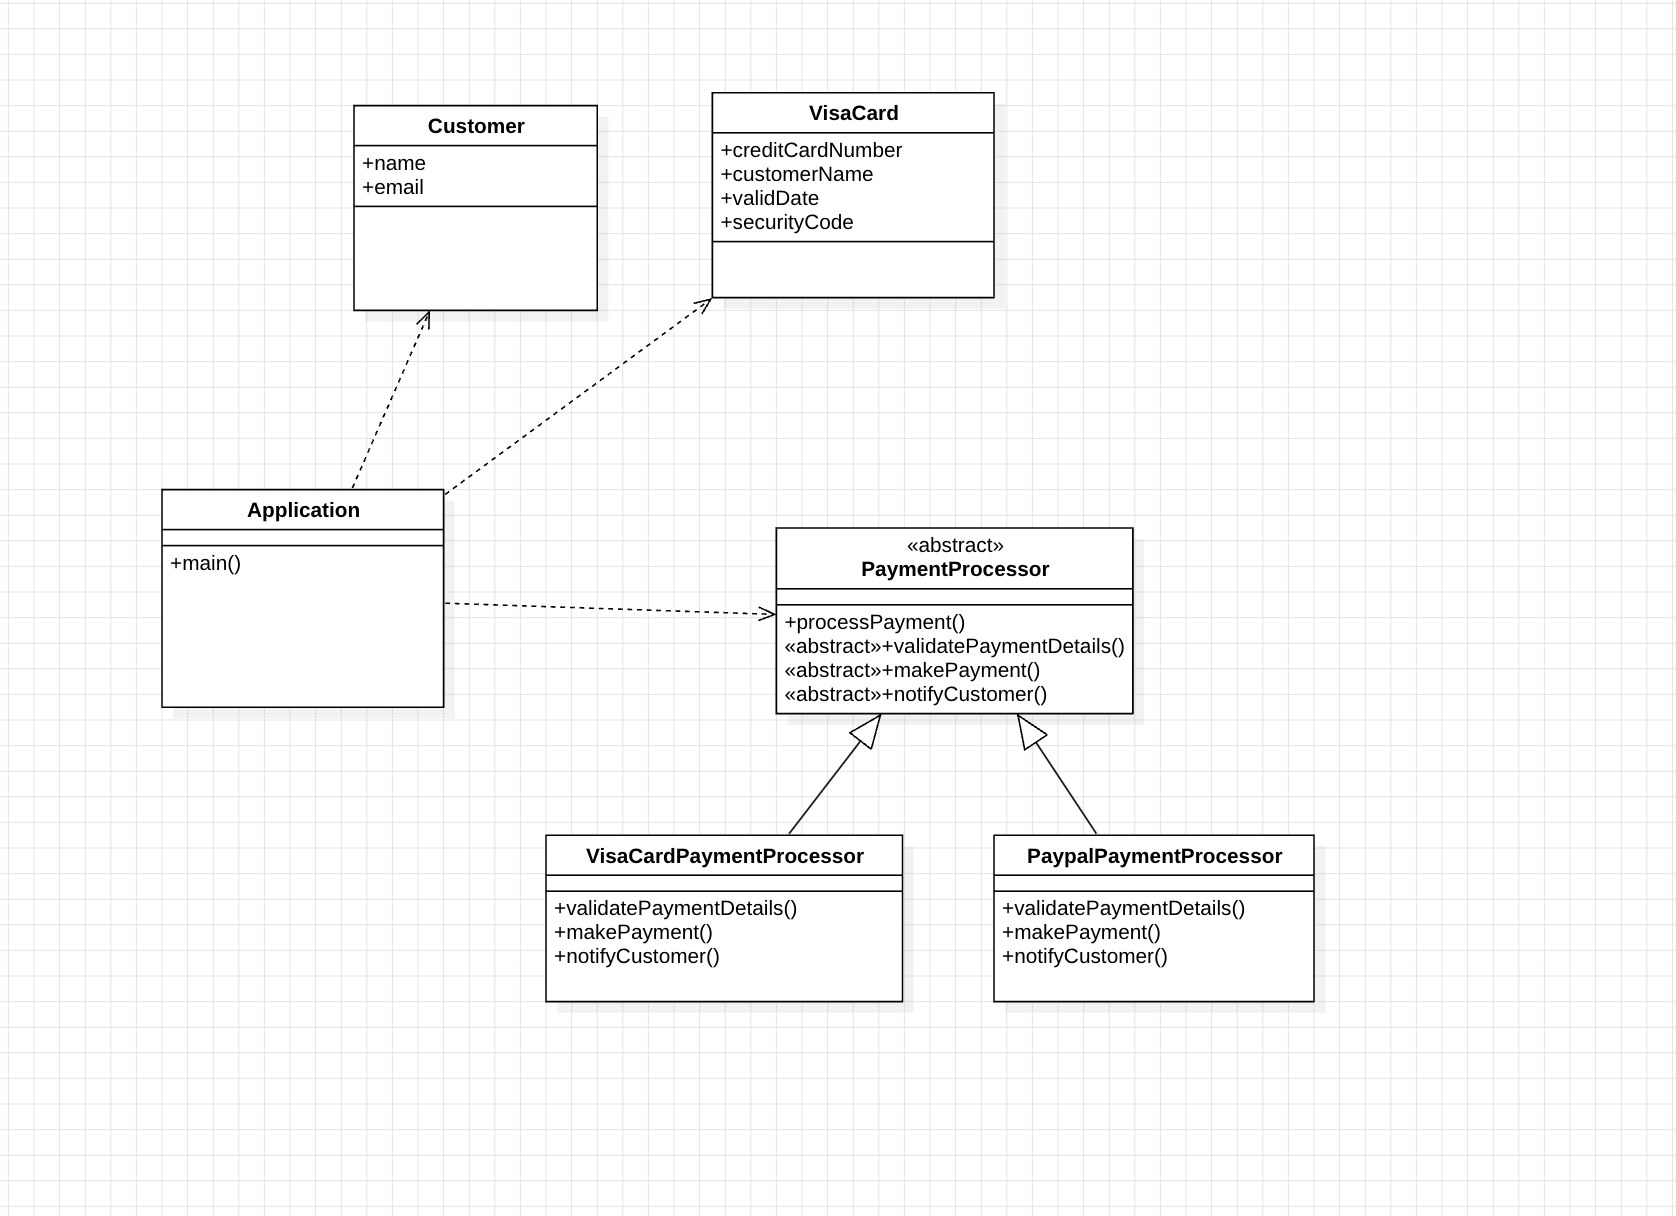 Customer
+name
+email
VisaCard
+creditCardNumber
+customerName
+validDate
+securityCode
Application
+main()
«abstract»
PaymentProcessor
+processPayment()
«abstract»+validatePaymentDetails()
«abstract»+makePayment()
«abstract»+notifyCustomer()
VisaCardPaymentProcessor
+validatePaymentDetails()
+makePayment()
+notifyCustomer()
PaypalPaymentProcessor
+validatePaymentDetails()
+makePayment()
+notifyCustomer()